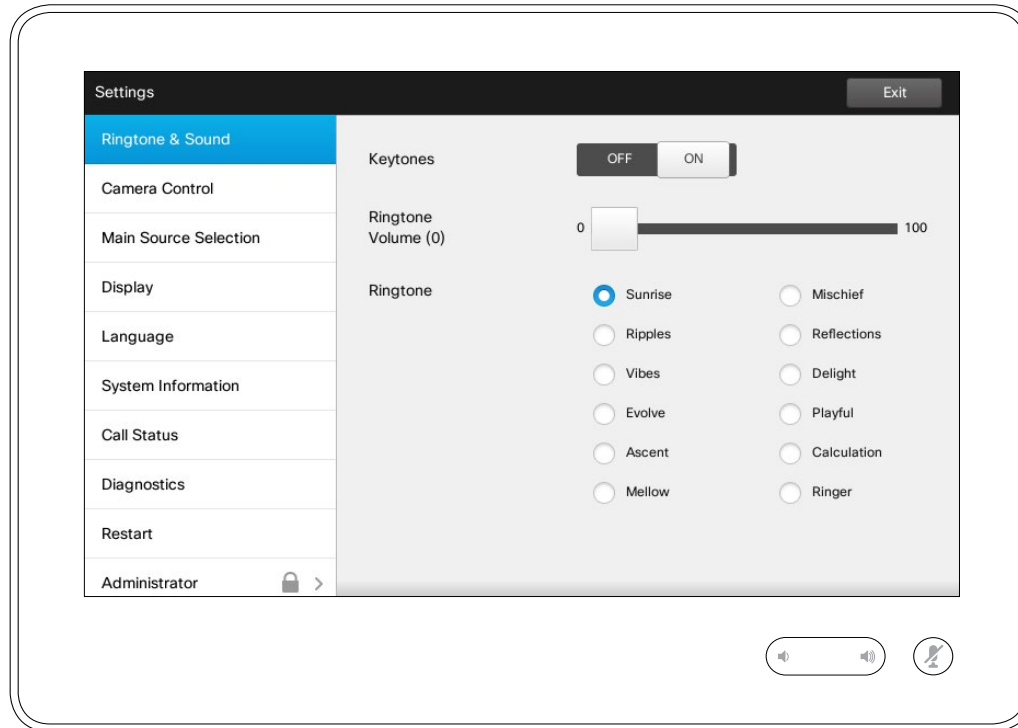 Settings
Exit
Ringtone & Sound
Camera Control
Main Source Selection
Display
Language
System Information
Call Status
Diagnostics
Restart
Administrator
Keytones
OFF ON
Ringtone
Volume (0)
0 100
Ringtone
Sunrise Mischief
Ripples Reflections
Vibes Delight
Evolve Playful
Ascent Calculation
Mellow Ringer